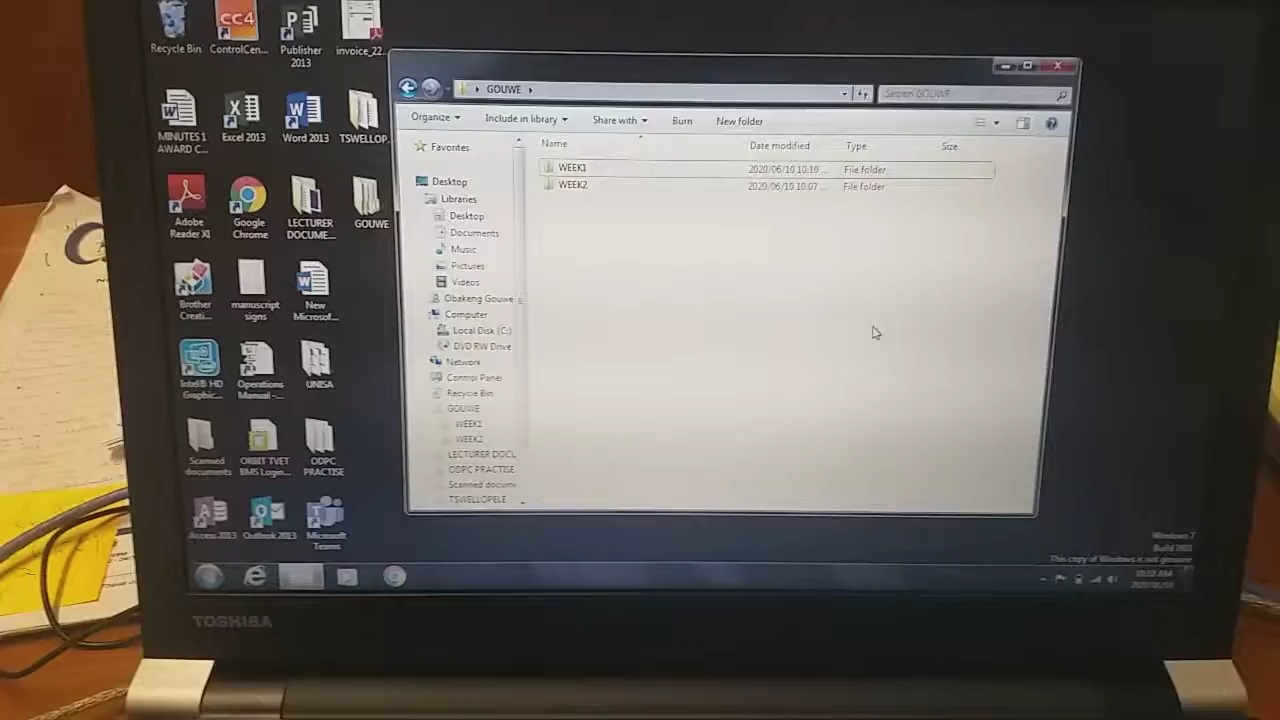 Recycle Bin
ControlCen...
Publisher
2013
invoice_22...
MINUTES 1
AWARD C...
Excel 2013
Word 2013
TSWELLOP...
Adobe
Reader XI
Google
Chrome
LECTURER
DOCUME...
GOUWE
Brother
Creati...
manuscript
signs
New
Microsof...
Intel® HD
Graphic...
Operations
Manual -...
UNISA
Scanned
documents
ORBIT TVET
BMS Login...
ODPC
PRACTISE
Access 2013
Outlook 2013
Microsoft
Teams
GOUWE
Search GOUWE
Organize
Include in library
Share with
Burn
New folder
Name
Date modified
Type
Size
WEEK1
2020/06/10 10:10 ...
File folder
WEEK2
2020/06/10 10:07 ...
File folder
Favorites
Desktop
Libraries
Desktop
Documents
Music
Pictures
Videos
Obakeng Gouwe
Computer
Local Disk (C:)
DVD RW Drive
Network
Control Panel
Recycle Bin
GOUWE
WEEK1
WEEK2
LECTURER DOCU
ODPC PRACTISE
Scanned docum
TSWELLOPELE
Windows 7
Build
This copy of Windows is not genuine
AM
TOSHIBA